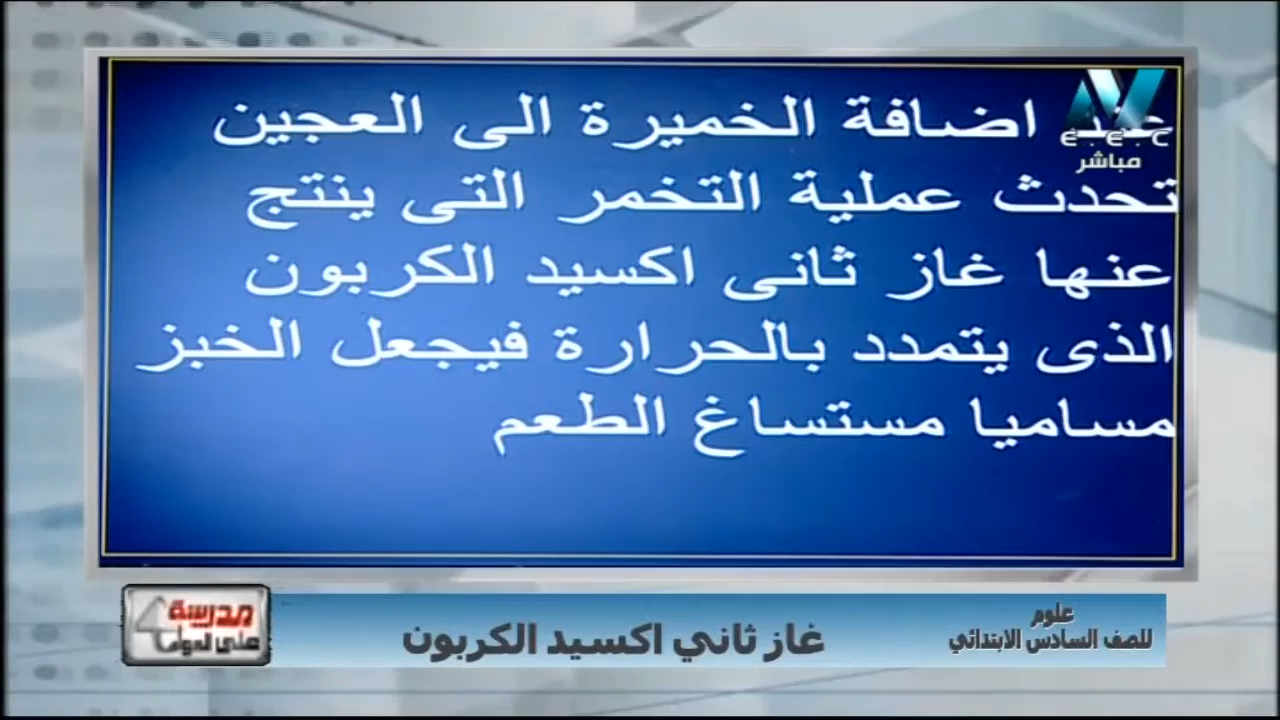 عند اضافة الخميرة الى العجين
تحدث عملية التخمر التى ينتج
عنها غاز ثانى اكسيد الكربون
الذى يتمدد بالحرارة فيجعل الخبز
مساميا مستساغ الطعم
مباشر
علوم
للصف السادس الابتدائي
غاز ثاني اكسيد الكربون
مدرسة
على الهواء